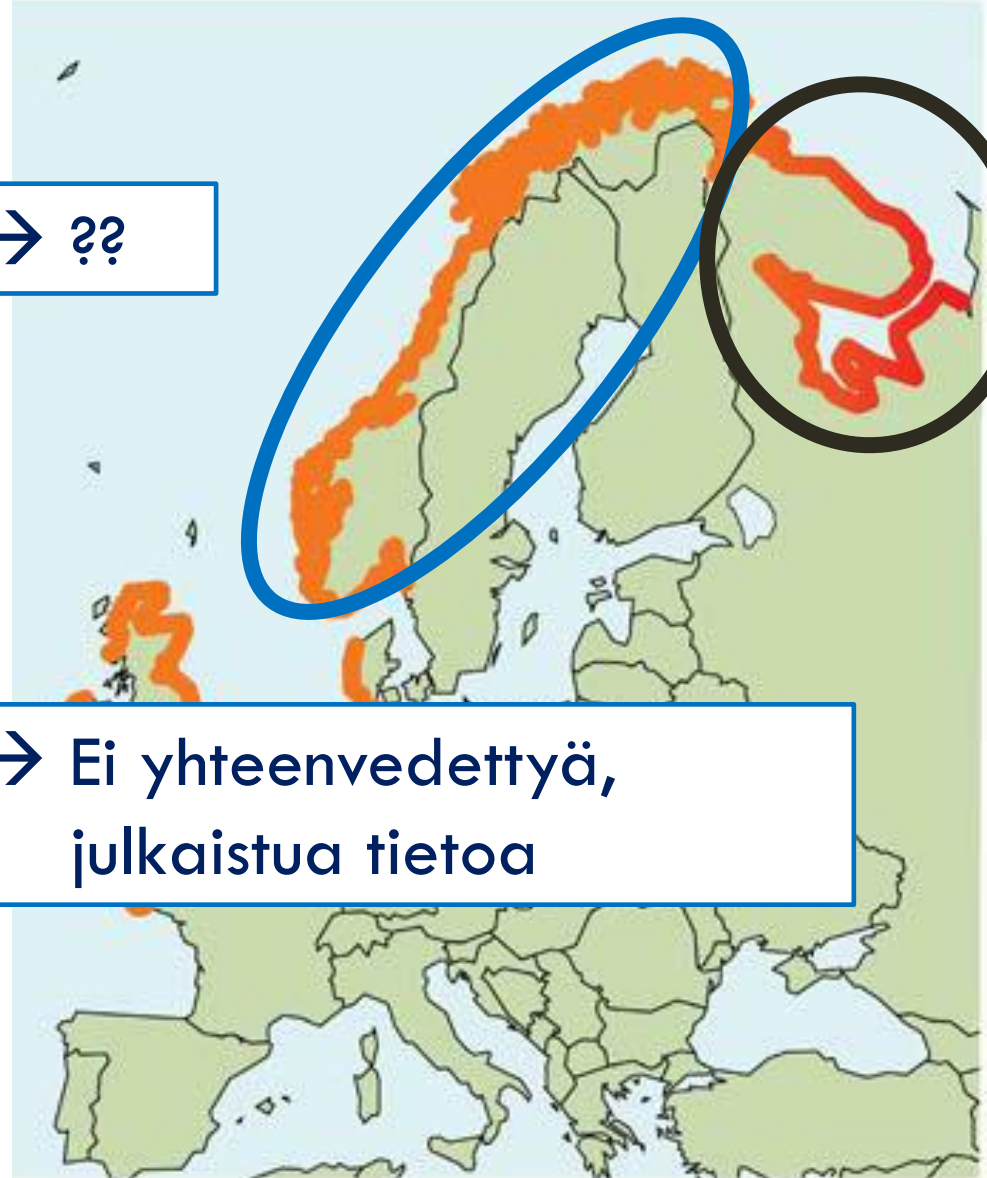 → ??
→ Ei yhteenvedettyä,
julkaistua tietoa